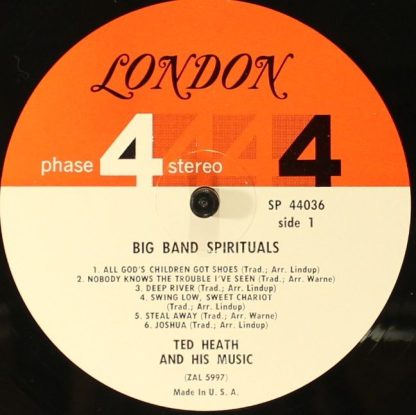 LONDON
phase 4 stereo 4
SP 44036
side 1
BIG BAND SPIRITUALS
1. ALL GOD'S CHILDREN GOT SHOES (Trad.; Arr. Lindup)
2. NOBODY KNOWS THE TROUBLE I'VE SEEN (Trad.; Arr. Warne)
3. DEEP RIVER (Trad.; Arr. Lindup)
4. SWING LOW, SWEET CHARIOT
(Trad.; Arr. Lindup)
5. STEAL AWAY (Trad.; Arr. Warne)
6. JOSHUA (Trad.; Arr. Lindup)
TED HEATH
AND HIS MUSIC
(ZAL 5997)
Made in U. S. A.